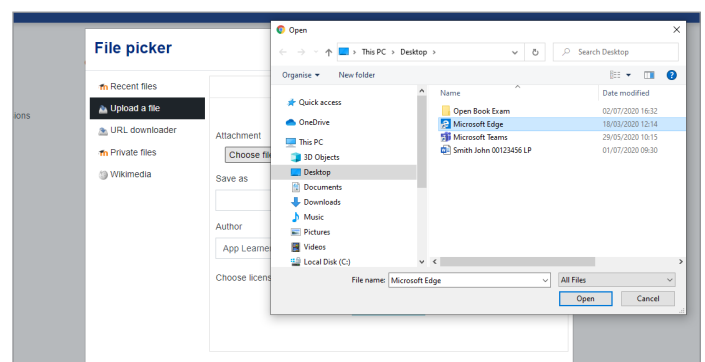 ions
File picker
Recent files
Upload a file
URL downloader
Private files
Wikimedia
Attachment
Choose file
Save as
Author
App Learne
Choose licens
Open
This PC > Desktop >
Search Desktop
Organise
New folder
Quick access
OneDrive
This PC
3D Objects
Desktop
Documents
Downloads
Music
Pictures
Videos
Local Disk (C:)
Name
Date modified
Open Book Exam 02/07/2020 16:32
Microsoft Edge 18/03/2020 12:14
Microsoft Teams 29/05/2020 10:15
Smith John 00123456 LP 01/07/2020 09:30
File name: Microsoft Edge
All Files
Open
Cancel